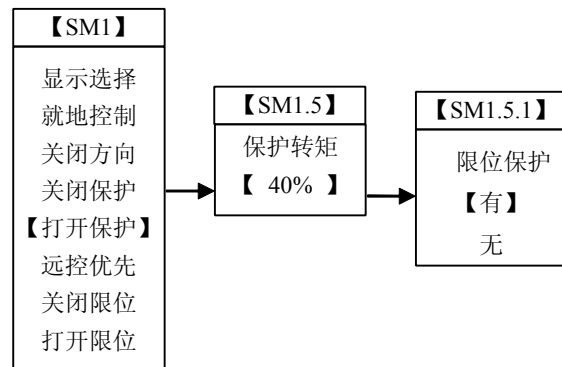 【SM1】
显示选择
就地控制
关闭方向
关闭保护
【打开保护】
远控优先
关闭限位
打开限位
【SM1.5】
保护转矩
【 40% 】
【SM1.5.1】
限位保护
【有】
无